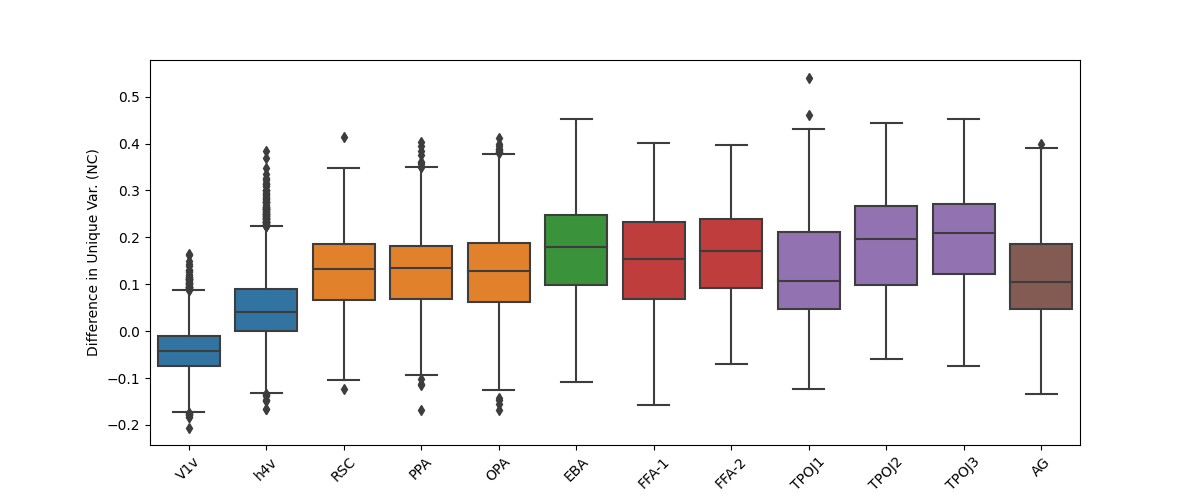 Difference in Unique Var. (NC)
0.5
0.4
0.3
0.2
0.1
0.0
−0.1
−0.2
V1v
h4v
RSC
PPA
OPA
EBA
FFA-1
FFA-2
TPOJ1
TPOJ2
TPOJ3
AG